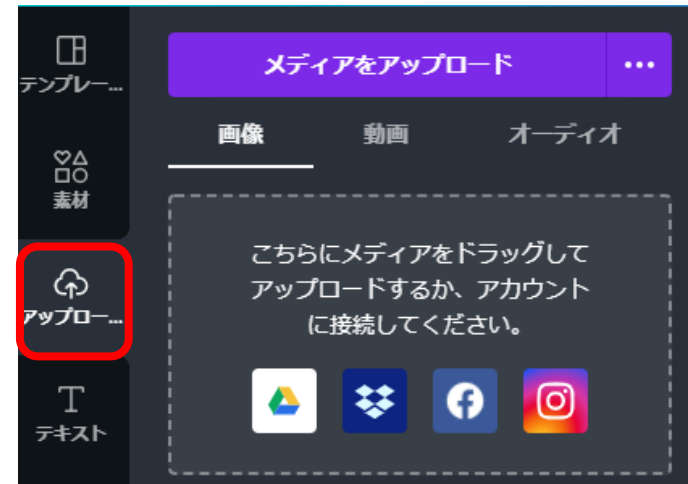 テンプレー...
素材
アップロー...
テキスト
メディアをアップロード
画像 動画 オーディオ
こちらにメディアをドラッグして
アップロードするか、アカウント
に接続してください。